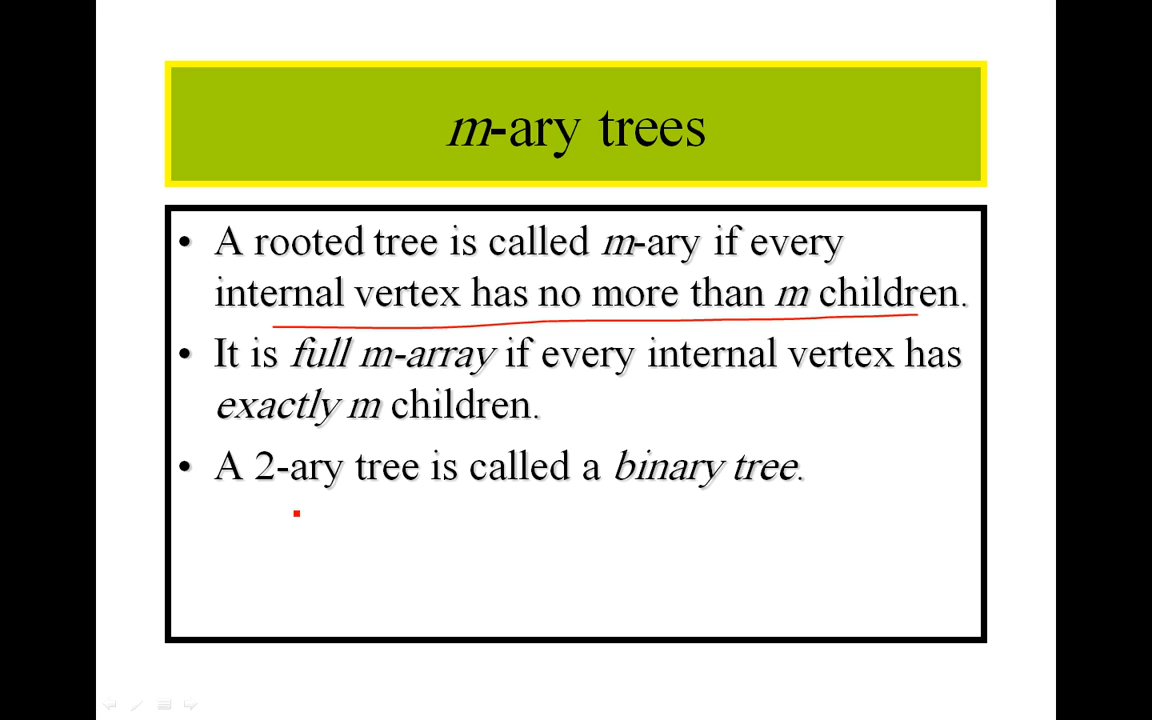 m-ary trees
• A rooted tree is called m-ary if every
internal vertex has no more than m children.
• It is full m-array if every internal vertex has
exactly m children.
• A 2-ary tree is called a binary tree.